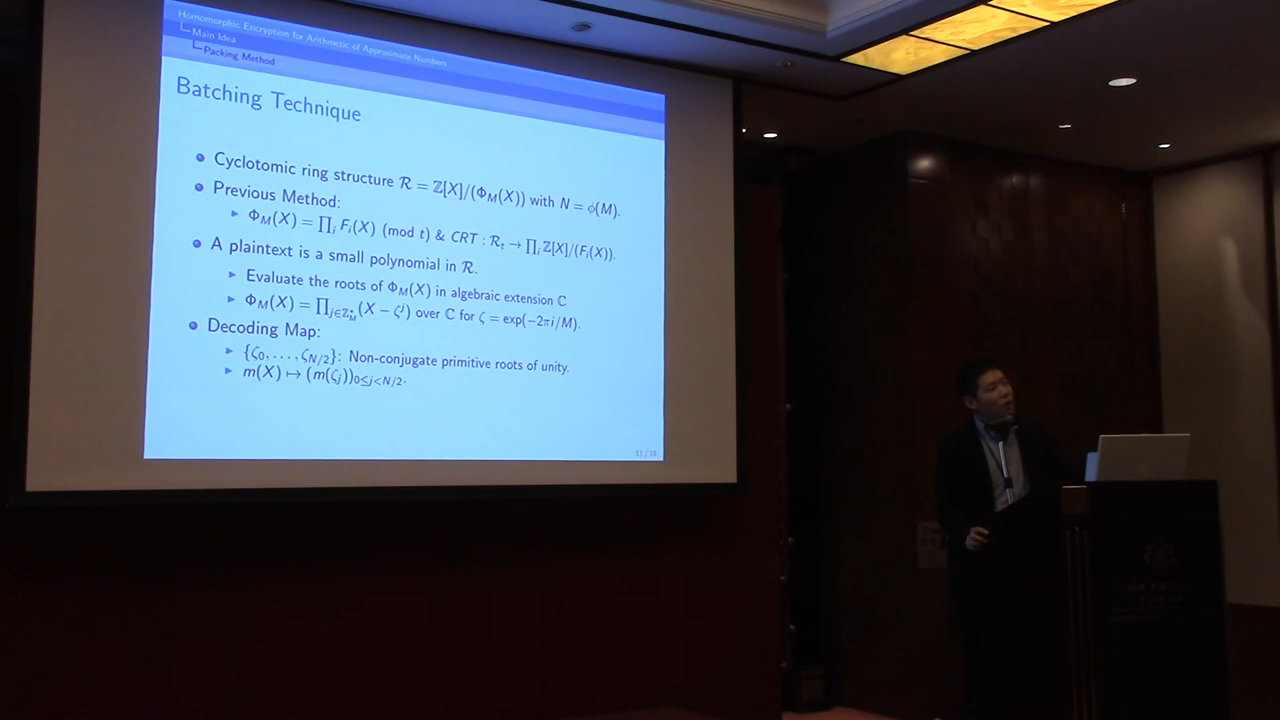 Homomorphic Encryption for Arithmetic of Approximate Numbers
Main Idea
Packing Method
Batching Technique
Cyclotomic ring structure ℛ = ℤ[X]/(Φ_M(X)) with N = ϕ(M).
Previous Method:
Φ_M(X) = ∏_i F_i(X) (mod t) & CRT : ℛ_t → ∏_i ℤ[X]/(F_i(X)).
A plaintext is a small polynomial in ℛ.
Evaluate the roots of Φ_M(X) in algebraic extension ℂ
Φ_M(X) = ∏_{j∈ℤ*_M}(X − ζ^j) over ℂ for ζ = exp(−2πi/M).
Decoding Map:
{ζ_0, . . . , ζ_{N/2}}: Non-conjugate primitive roots of unity.
m(X) ↦ (m(ζ_j))_{0≤j<N/2}.
11 / 19